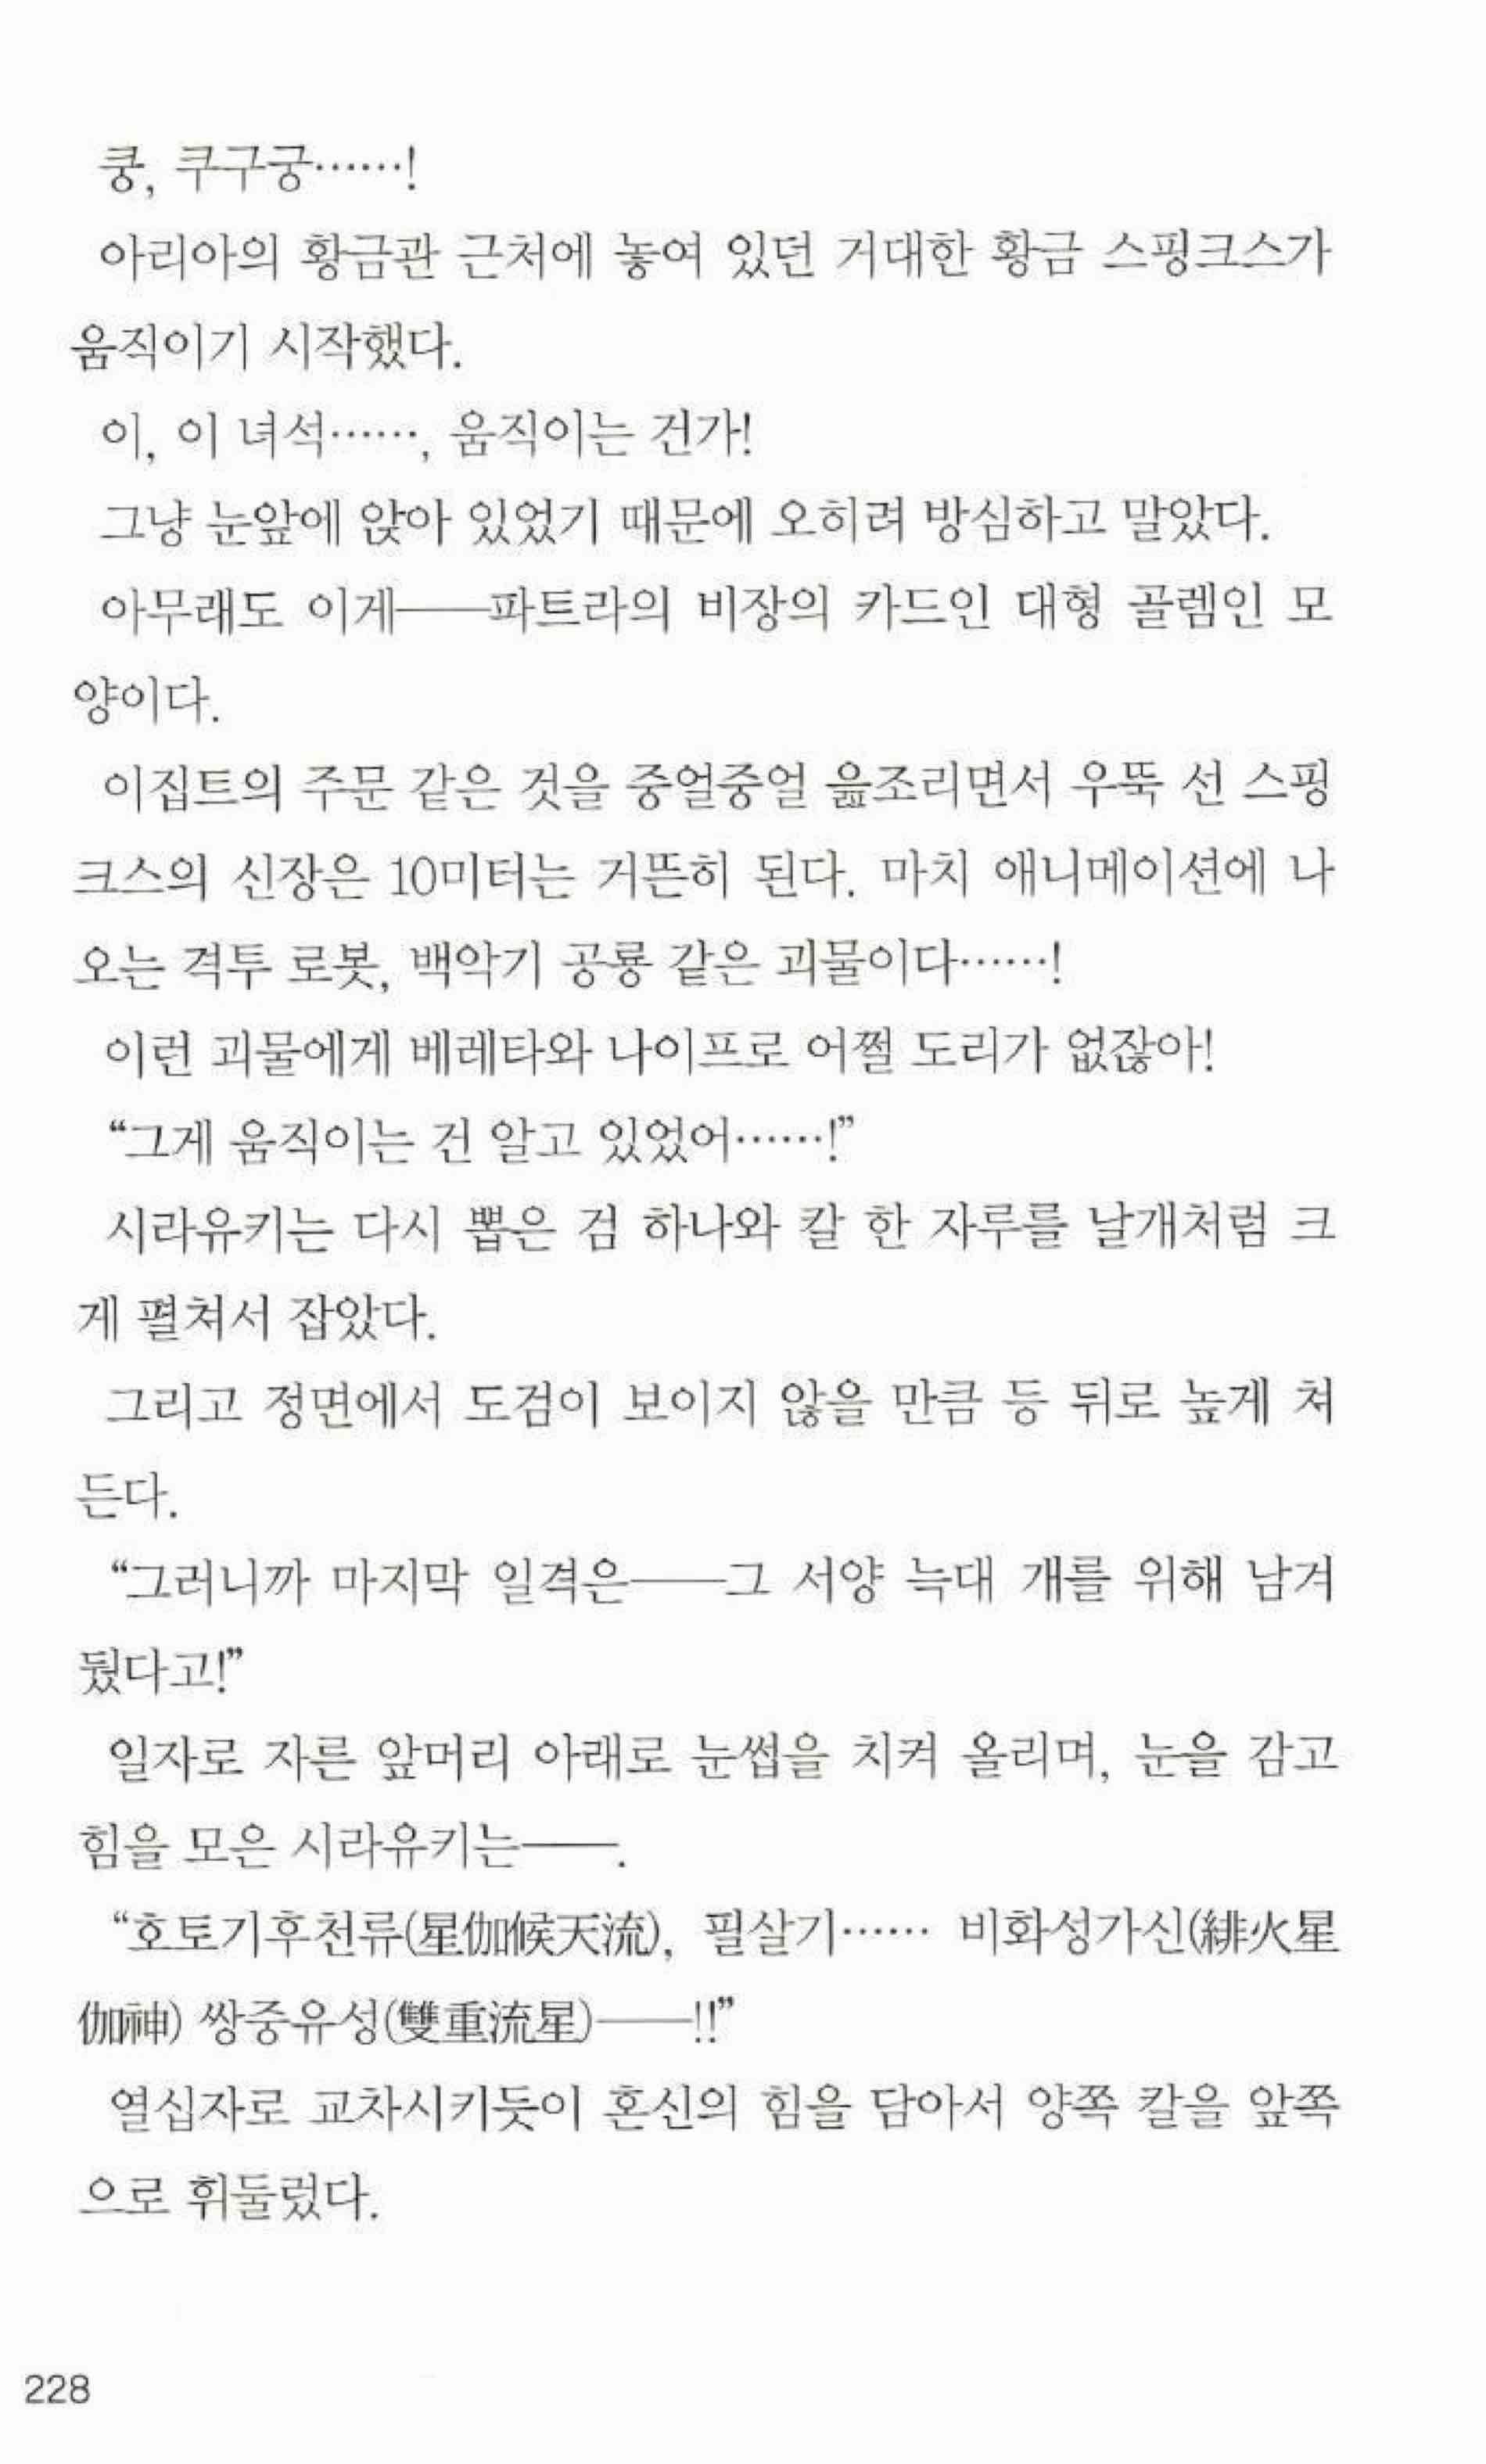 쿵, 쿠구궁……!
아리아의 황금관 근처에 놓여 있던 거대한 황금 스핑크스가
움직이기 시작했다.
이, 이 녀석……, 움직이는 건가!
그냥 눈앞에 앉아 있었기 때문에 오히려 방심하고 말았다.
아무래도 이게――파트라의 비장의 카드인 대형 골렘인 모
양이다.
이집트의 주문 같은 것을 중얼중얼 읊조리면서 우뚝 선 스핑
크스의 신장은 10미터는 거뜬히 된다. 마치 애니메이션에 나
오는 격투 로봇, 백악기 공룡 같은 괴물이다……!
이런 괴물에게 베레타와 나이프로 어쩔 도리가 없잖아!
“그게 움직이는 건 알고 있었어……!”
시라유키는 다시 뽑은 검 하나와 칼 한 자루를 날개처럼 크
게 펼쳐서 잡았다.
그리고 정면에서 도검이 보이지 않을 만큼 등 뒤로 높게 쳐
든다.
“그러니까 마지막 일격은――그 서양 늑대 개를 위해 남겨
뒀다고!”
일자로 자른 앞머리 아래로 눈썹을 치켜 올리며, 눈을 감고
힘을 모은 시라유키는――.
“호토기후천류(星伽候天流), 필살기…… 비화성가신(緋火星
伽神) 쌍중유성(雙重流星)――!!”
열십자로 교차시키듯이 혼신의 힘을 담아서 양쪽 칼을 앞쪽
으로 휘둘렀다.
228